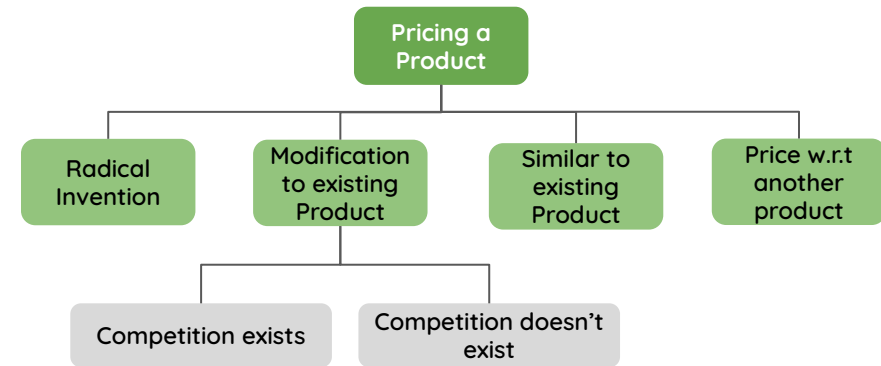 Pricing a
Product
Radical
Invention
Modification
to existing
Product
Similar to
existing
Product
Price w.r.t
another
product
Competition exists
Competition doesn’t
exist